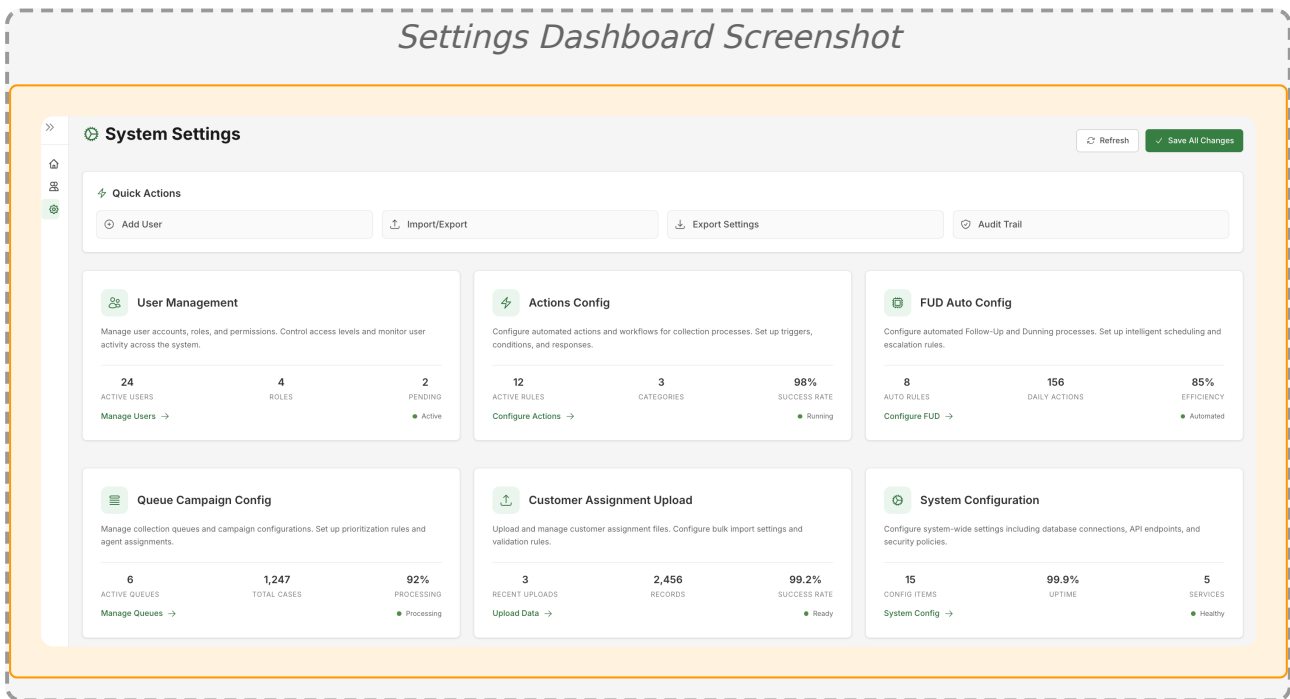 Settings Dashboard Screenshot
System Settings
Refresh
Save All Changes
Quick Actions
Add User
Import/Export
Export Settings
Audit Trail
User Management
Manage user accounts, roles, and permissions. Control access levels and monitor user
activity across the system.
24
ACTIVE USERS
4
ROLES
2
PENDING
Manage Users →
Active
Actions Config
Configure automated actions and workflows for collection processes. Set up triggers,
conditions, and responses.
12
ACTIVE RULES
3
CATEGORIES
98%
SUCCESS RATE
Configure Actions →
Running
FUD Auto Config
Configure automated Follow-Up and Dunning processes. Set up intelligent scheduling and
escalation rules.
8
AUTO RULES
156
DAILY ACTIONS
85%
EFFICIENCY
Configure FUD →
Automated
Queue Campaign Config
Manage collection queues and campaign configurations. Set up prioritization rules and
agent assignments.
6
ACTIVE QUEUES
1,247
TOTAL CASES
92%
PROCESSING
Manage Queues →
Processing
Customer Assignment Upload
Upload and manage customer assignment files. Configure bulk import settings and
validation rules.
3
RECENT UPLOADS
2,456
RECORDS
99.2%
SUCCESS RATE
Upload Data →
Ready
System Configuration
Configure system-wide settings including database connections, API endpoints, and
security policies.
15
CONFIG ITEMS
99.9%
UPTIME
5
SERVICES
System Config →
Healthy